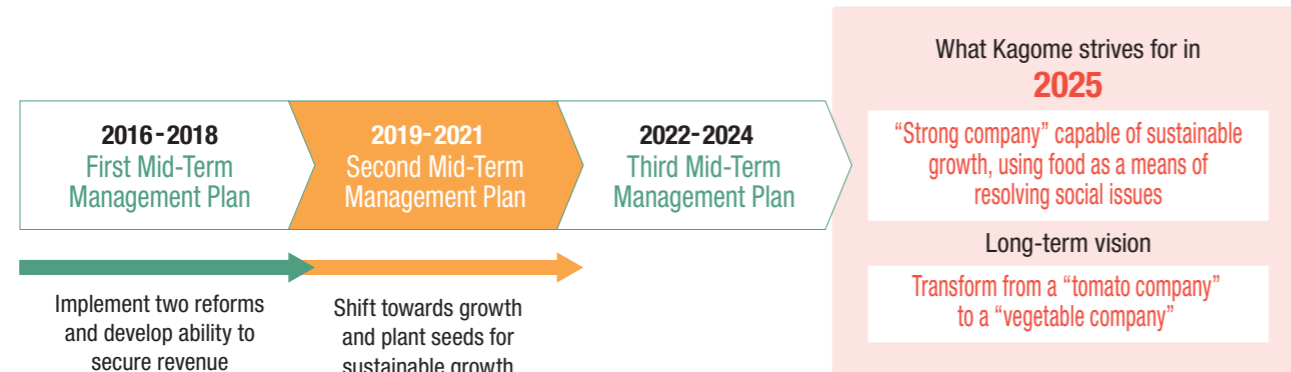 2016-2018
First Mid-Term
Management Plan
2019-2021
Second Mid-Term
Management Plan
2022-2024
Third Mid-Term
Management Plan
Implement two reforms
and develop ability to
secure revenue
Shift towards growth
and plant seeds for
sustainable growth
What Kagome strives for in
2025
“Strong company” capable of sustainable
growth, using food as a means of
resolving social issues
Long-term vision
Transform from a “tomato company”
to a “vegetable company”